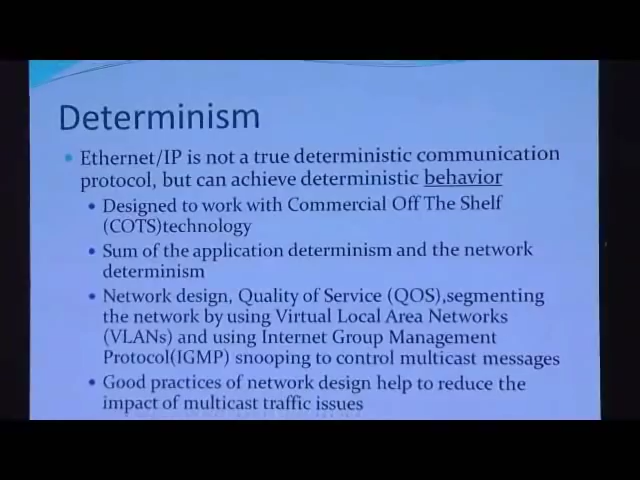 Determinism
Ethernet/IP is not a true deterministic communication
protocol, but can achieve deterministic behavior
Designed to work with Commercial Off The Shelf
(COTS)technology
Sum of the application determinism and the network
determinism
Network design, Quality of Service (QOS),segmenting
the network by using Virtual Local Area Networks
(VLANs) and using Internet Group Management
Protocol(IGMP) snooping to control multicast messages
Good practices of network design help to reduce the
impact of multicast traffic issues